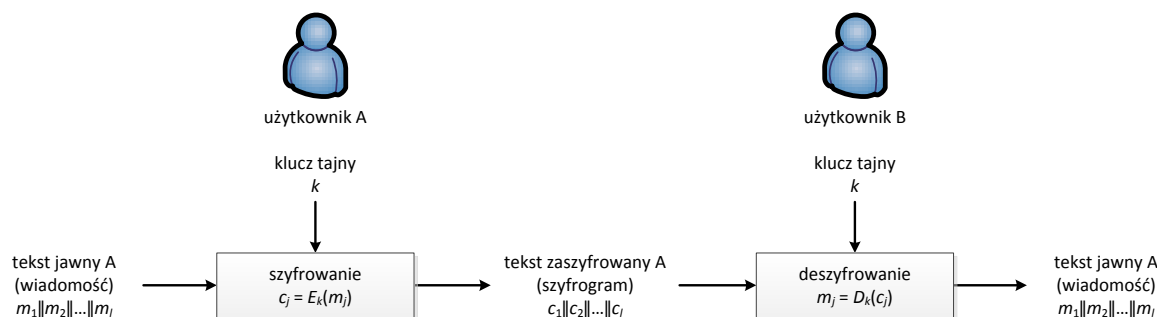 użytkownik A
użytkownik B
klucz tajny
k
klucz tajny
k
tekst jawny A
(wiadomość)
m₁‖m₂‖...‖mₗ
szyfrowanie
cⱼ = Eₖ(mⱼ)
tekst zaszyfrowany A
(szyfrogram)
c₁‖c₂‖...‖cₗ
deszyfrowanie
mⱼ = Dₖ(cⱼ)
tekst jawny A
(wiadomość)
m₁‖m₂‖...‖mₗ